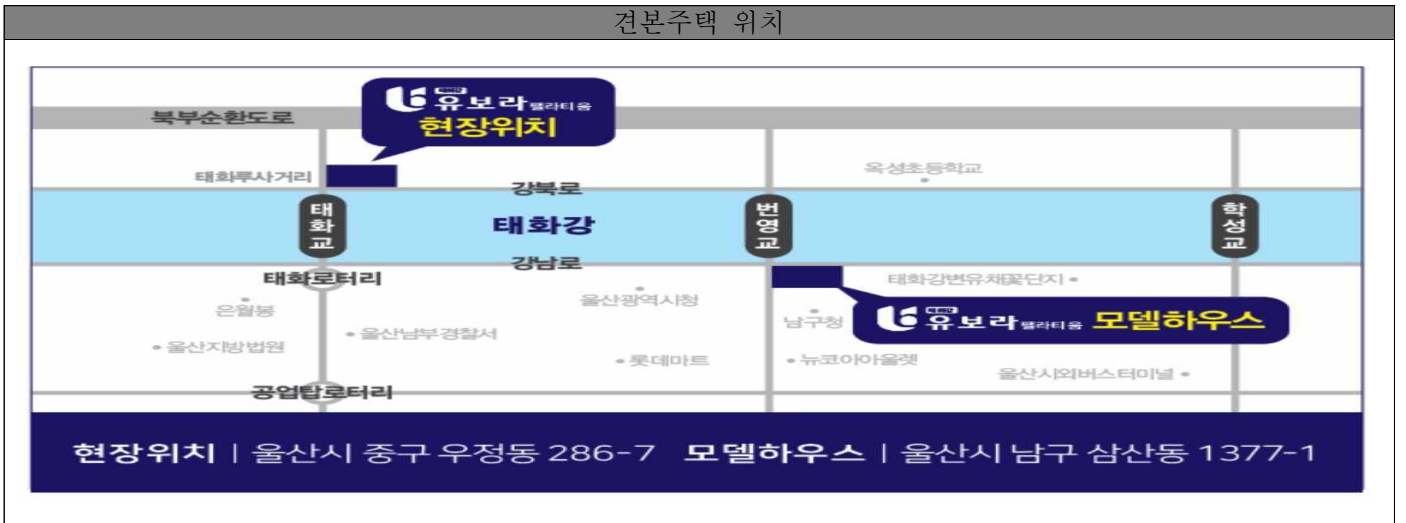 견본주택 위치
유보라 팰라티움
현장위치
북부순환도로
태화루사거리
옥성초등학교
강북로
태화교
태화강
번영교
학성교
강남로
태화로터리
태화강변유채꽃단지
은월봉
울산광역시청
남구청
유보라 팰라티움 모델하우스
울산지방법원
울산남부경찰서
롯데마트
뉴코아아울렛
울산시외버스터미널
공업탑로터리
현장위치 | 울산시 중구 우정동 286-7 모델하우스 | 울산시 남구 삼산동 1377-1